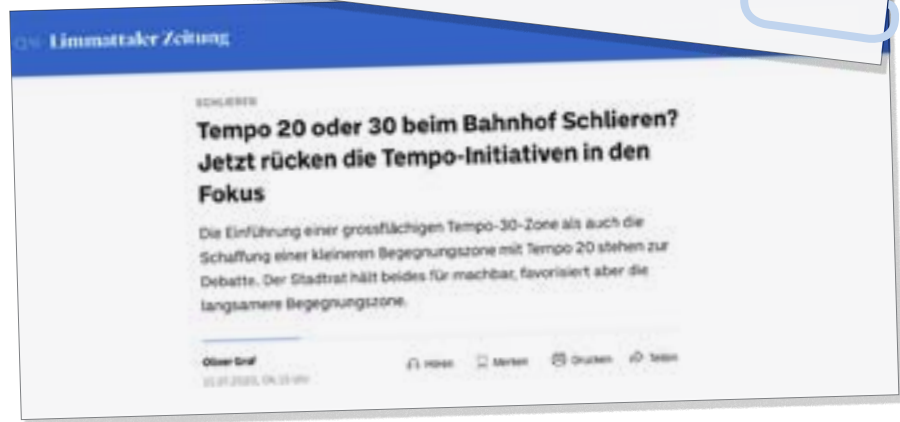 Limmattaler Zeitung
SCHLIEREN
Tempo 20 oder 30 beim Bahnhof Schlieren?
Jetzt rücken die Tempo-Initiativen in den
Fokus
Die Einführung einer grossflächigen Tempo-30-Zone als auch die
Schaffung einer kleineren Begegnungszone mit Tempo 20 stehen zur
Debatte. Der Stadtrat hält beides für machbar, favorisiert aber die
langsamere Begegnungszone.
Oliver Graf
Hören Merken Drucken Teilen